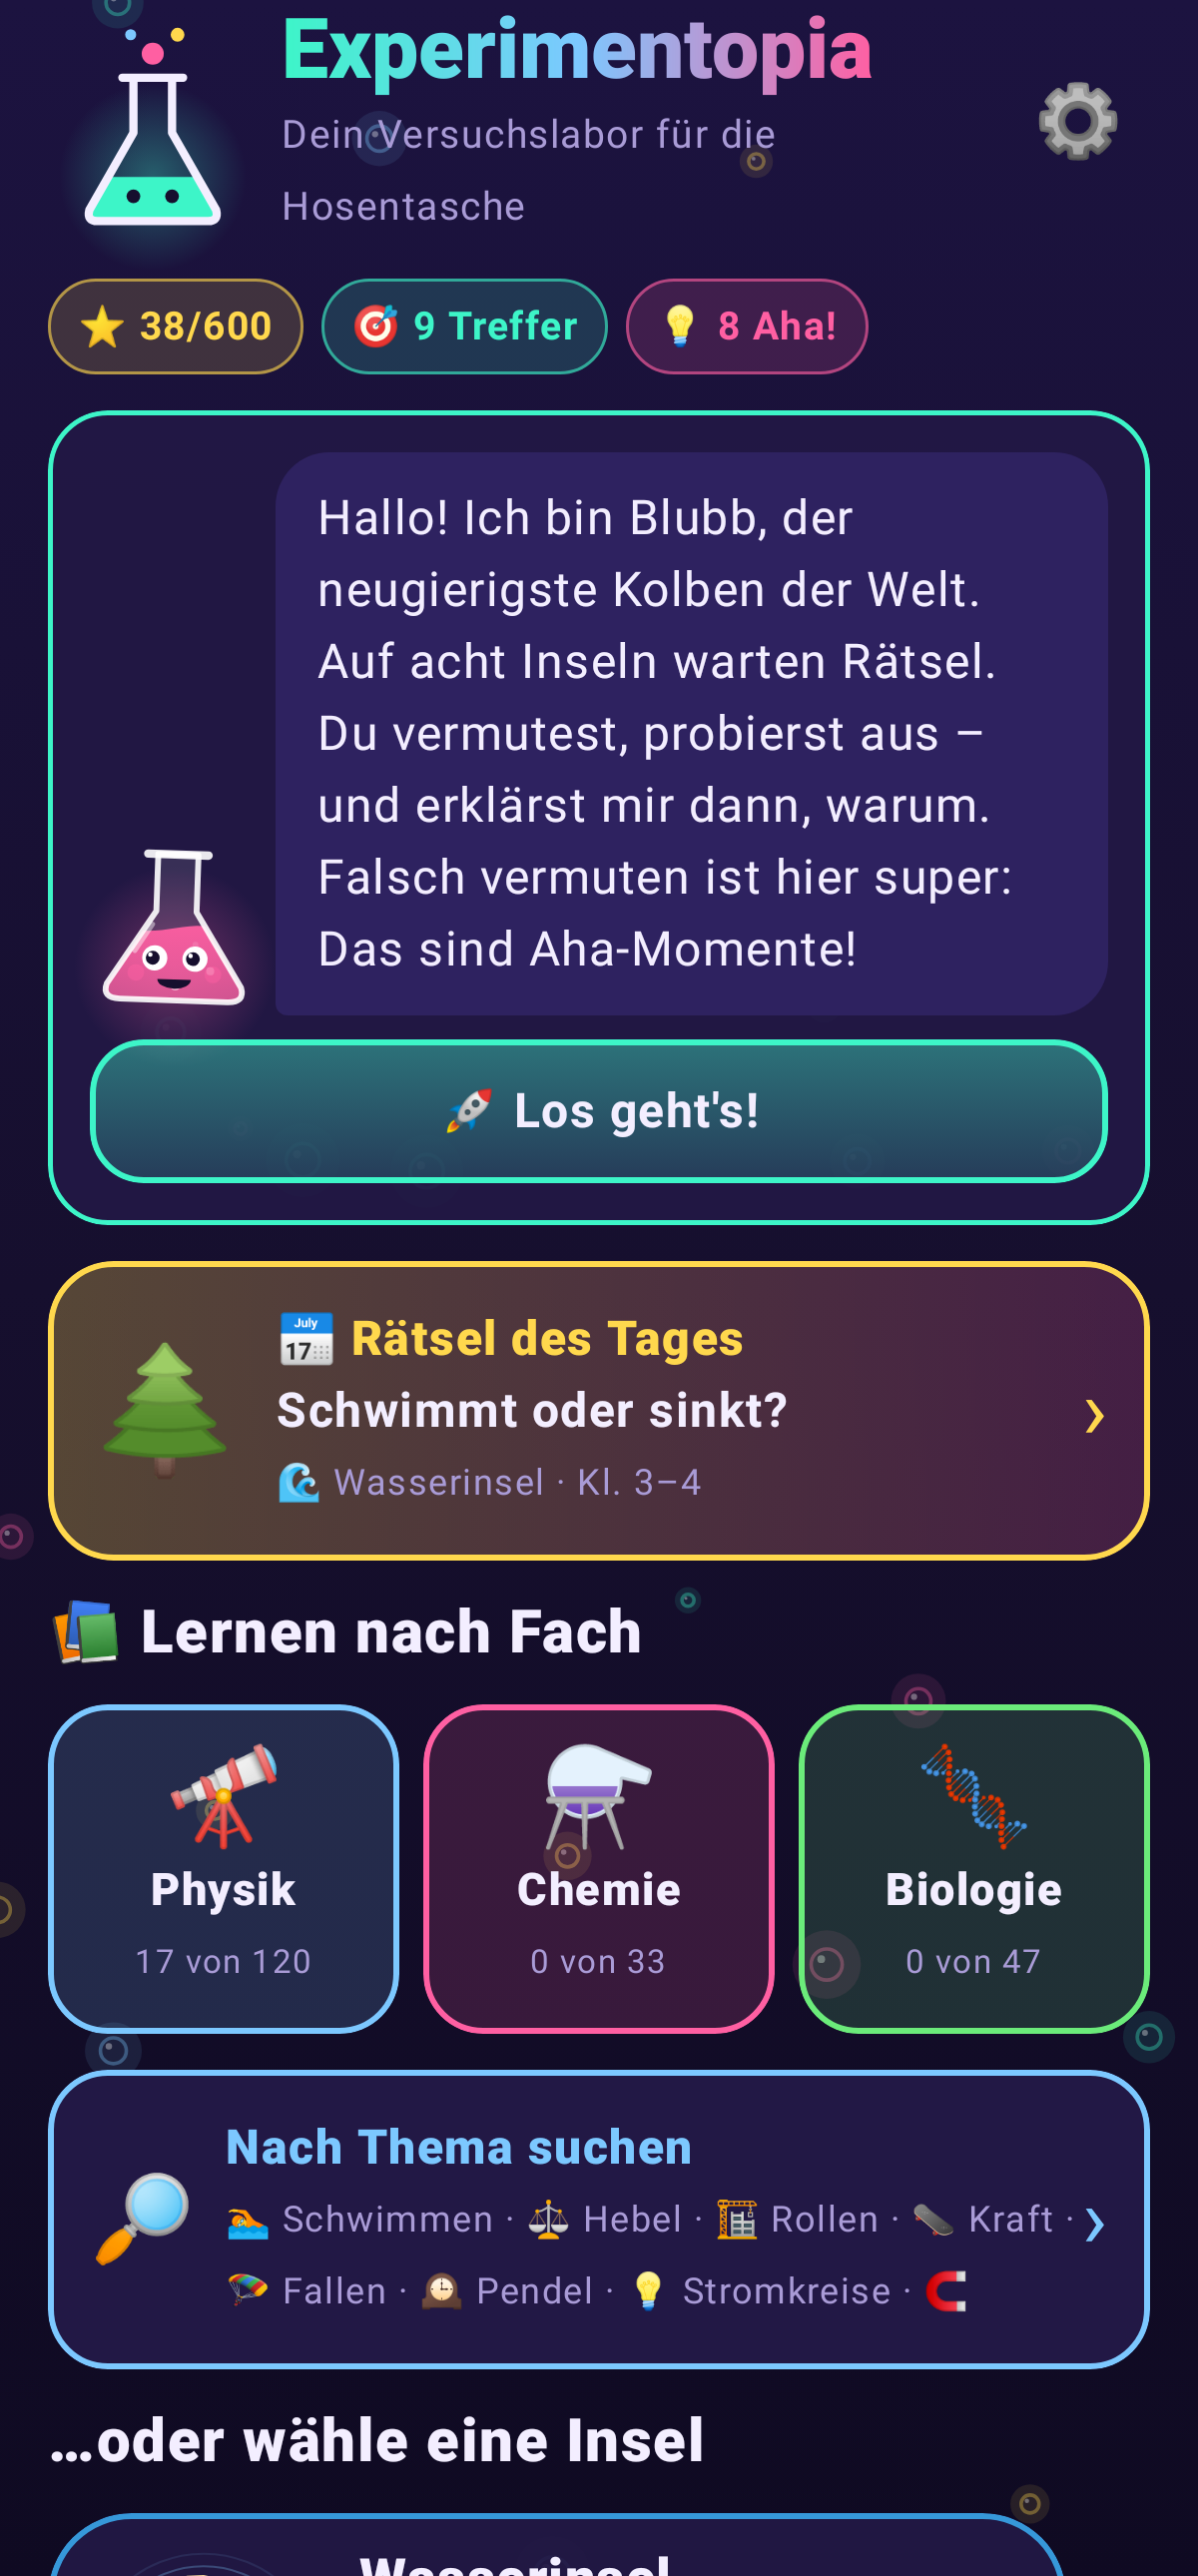 Experimentopia
Dein Versuchslabor für die
Hosentasche
38/600
9 Treffer
8 Aha!
Hallo! Ich bin Blubb, der
neugierigste Kolben der Welt.
Auf acht Inseln warten Rätsel.
Du vermutest, probierst aus –
und erklärst mir dann, warum.
Falsch vermuten ist hier super:
Das sind Aha-Momente!
Los geht's!
July
17
Rätsel des Tages
Schwimmt oder sinkt?
Wasserinsel · Kl. 3–4
›
Lernen nach Fach
Physik
17 von 120
Chemie
0 von 33
Biologie
0 von 47
Nach Thema suchen
Schwimmen · Hebel · Rollen · Kraft ·
Fallen · Pendel · Stromkreise ·
›
…oder wähle eine Insel
Wasserinsel